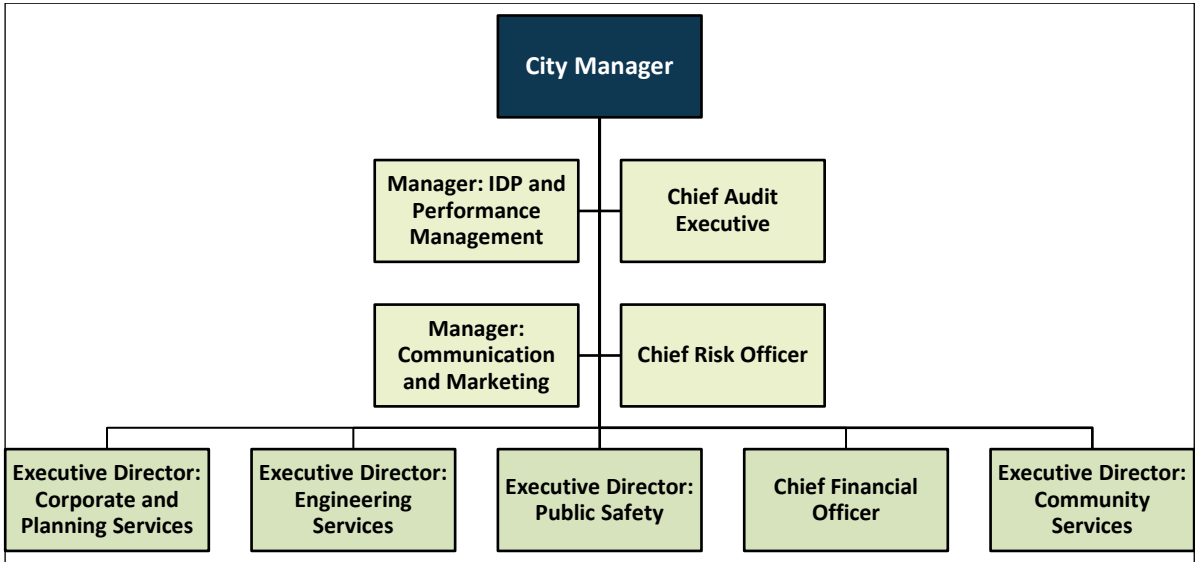 City Manager
Manager: IDP and
Performance
Management
Chief Audit
Executive
Manager:
Communication
and Marketing
Chief Risk Officer
Executive Director:
Corporate and
Planning Services
Executive Director:
Engineering
Services
Executive Director:
Public Safety
Chief Financial
Officer
Executive Director:
Community
Services